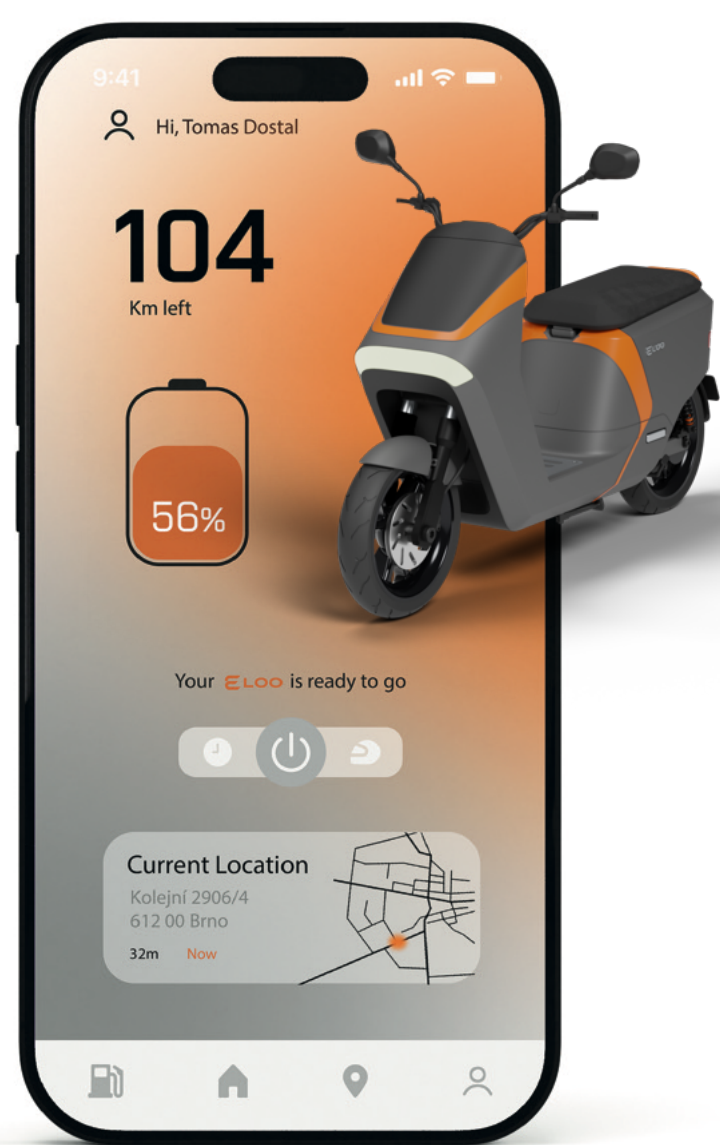 9:41
Hi, Tomas Dostal
104
Km left
ELOO
56%
Your ELOO is ready to go
Current Location
Kolejní 2906/4
612 00 Brno
32m Now